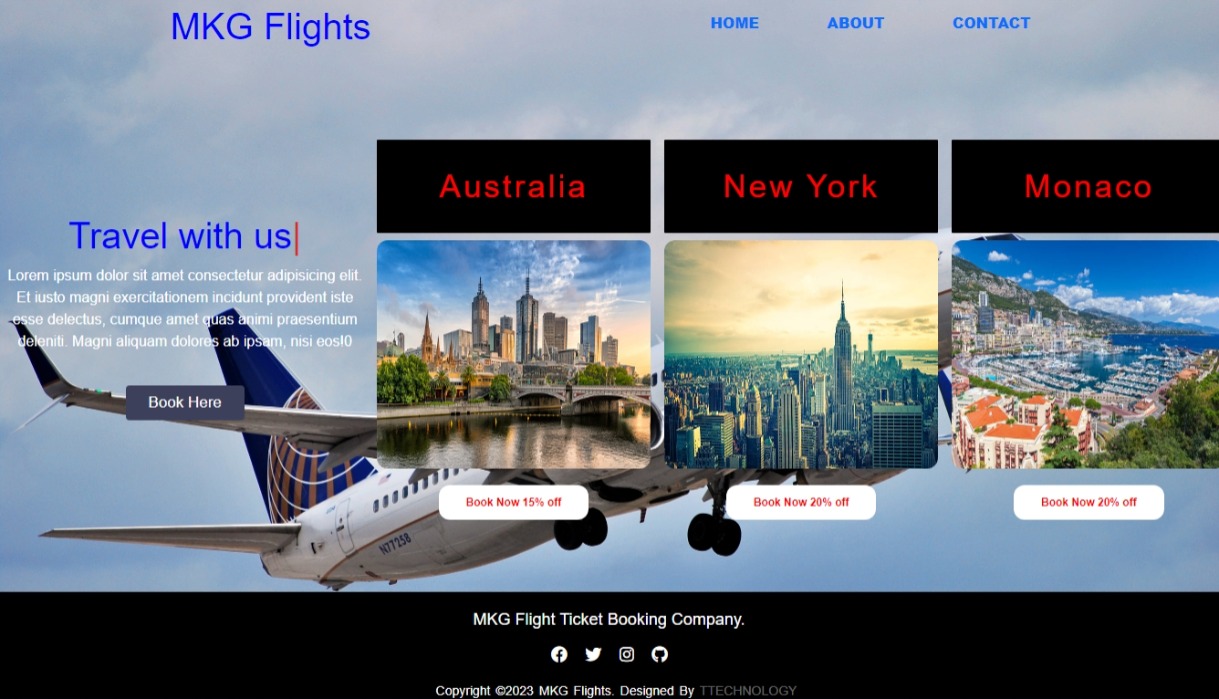 MKG Flights
HOME ABOUT CONTACT
Travel with us|
Lorem ipsum dolor sit amet consectetur adipisicing elit.
Et iusto magni exercitationem incidunt provident iste
esse delectus, cumque amet quas animi praesentium
deleniti. Magni aliquam dolores ab ipsam, nisi eos!0
Book Here
Australia
Book Now 15% off
New York
Book Now 20% off
Monaco
Book Now 20% off
N77258
MKG Flight Ticket Booking Company.
Copyright ©2023 MKG Flights. Designed By TTECHNOLOGY